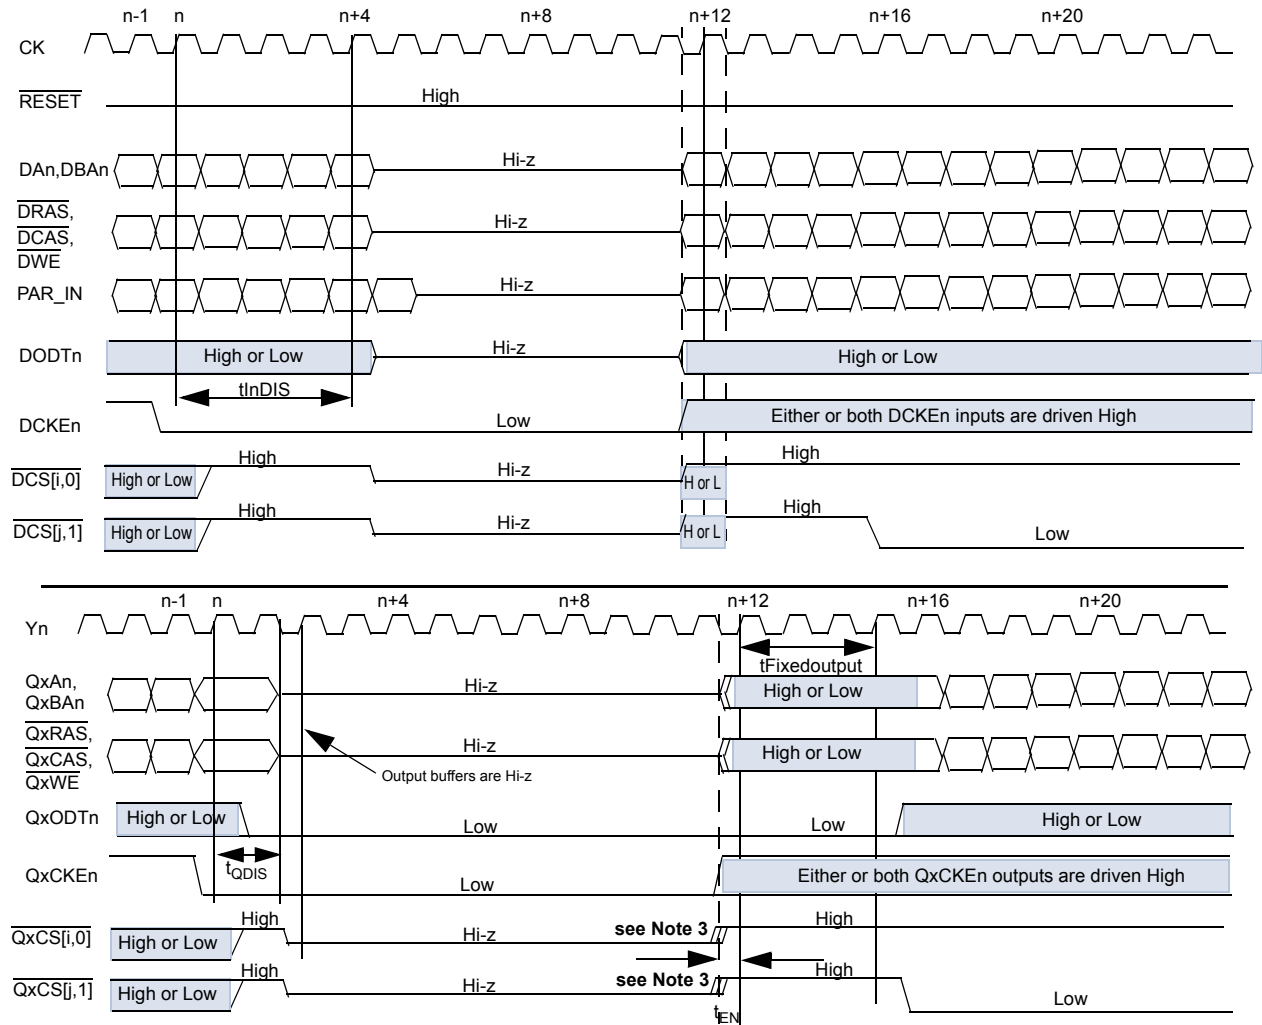 n-1 n n+4 n+8 n+12 n+16 n+20
CK
RESET High
DAn,DBAn Hi-z
DRAS,
DCAS, Hi-z
DWE
PAR_IN Hi-z
DODTn High or Low Hi-z High or Low
tInDIS
DCKEn Low Either or both DCKEn inputs are driven High
DCS[i,0] High or Low High Hi-z H or L High
DCS[j,1] High or Low High Hi-z H or L High Low
n-1 n n+4 n+8 n+12 n+16 n+20
Yn
tFixedoutput
QxAn,
QxBAn Hi-z High or Low
QxRAS,
QxCAS, Hi-z High or Low
QxWE
Output buffers are Hi-z
QxODTn High or Low Low Low High or Low
tQDIS
QxCKEn Low Either or both QxCKEn outputs are driven High
QxCS[i,0] High or Low High Hi-z see Note 3 High
QxCS[j,1] High or Low High Hi-z see Note 3 High Low
tEN